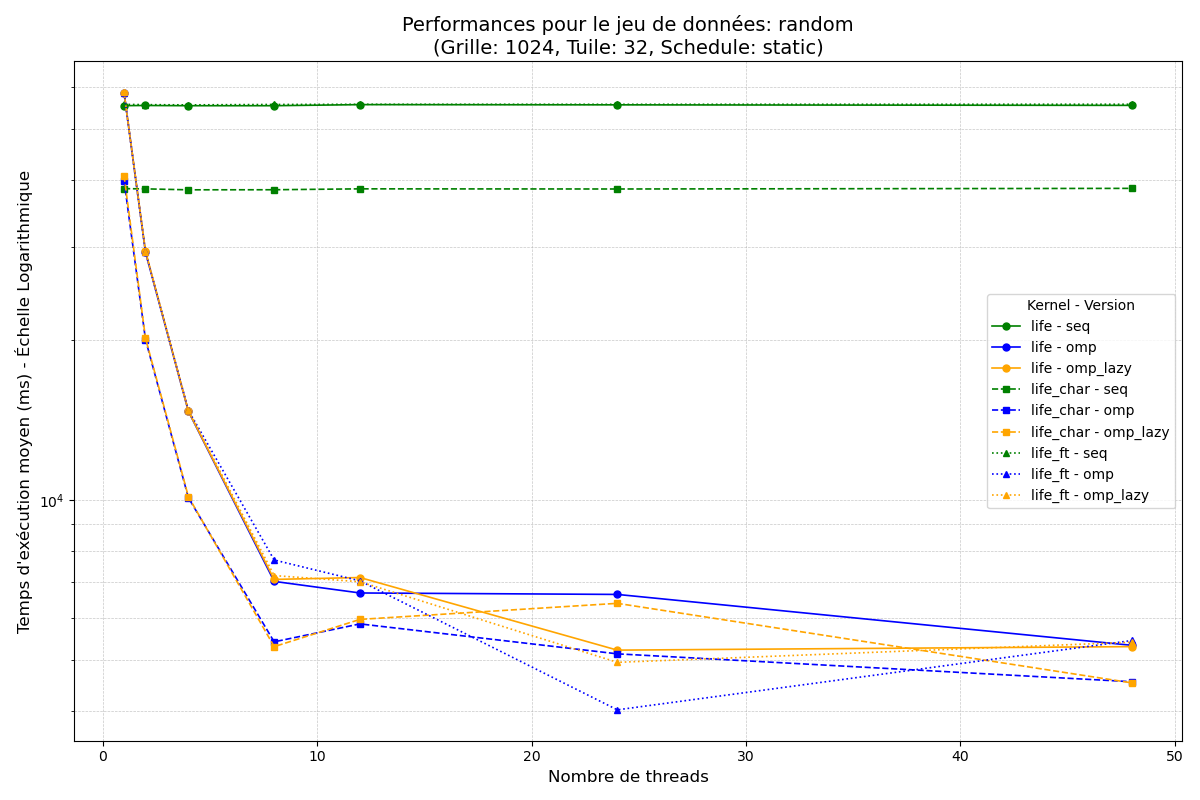 Performances pour le jeu de données: random
(Grille: 1024, Tuile: 32, Schedule: static)
Temps d'exécution moyen (ms) - Échelle Logarithmique
10⁴
Kernel - Version
life - seq
life - omp
life - omp_lazy
life_char - seq
life_char - omp
life_char - omp_lazy
life_ft - seq
life_ft - omp
life_ft - omp_lazy
0 10 20 30 40 50
Nombre de threads